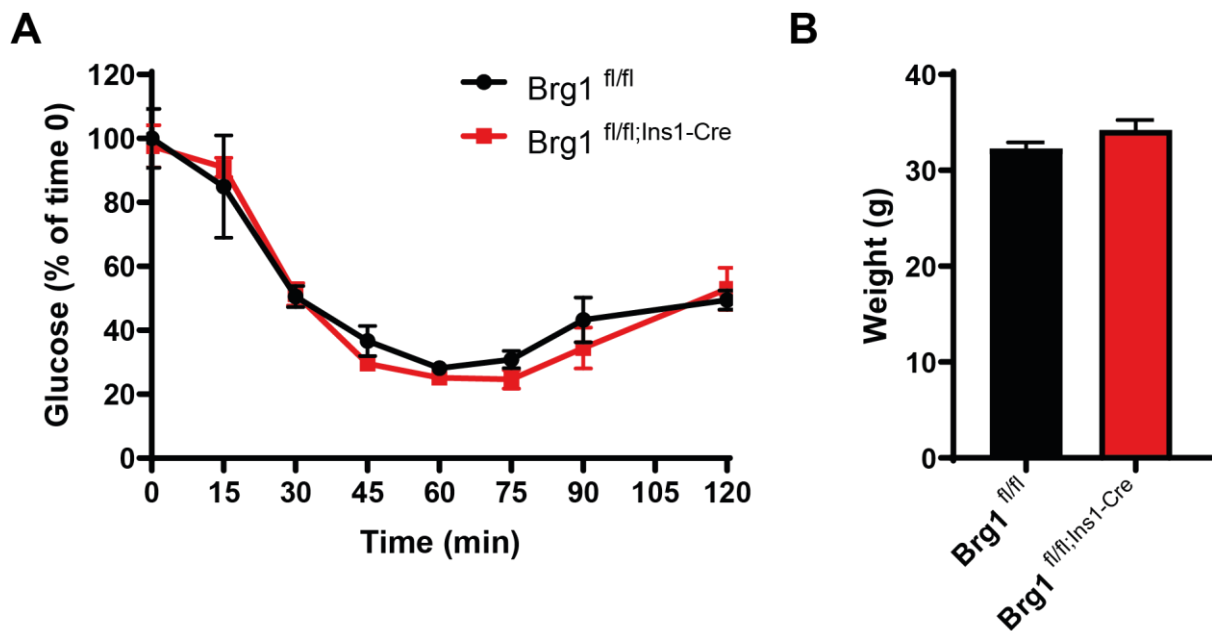 A
Glucose (% of time 0)
120
100
80
60
40
20
0
0 15 30 45 60 75 90 105 120
Time (min)
Brg1 fl/fl
Brg1 fl/fl;Ins1-Cre
B
Weight (g)
40
30
20
10
0
Brg1 fl/fl
Brg1 fl/fl;Ins1-Cre